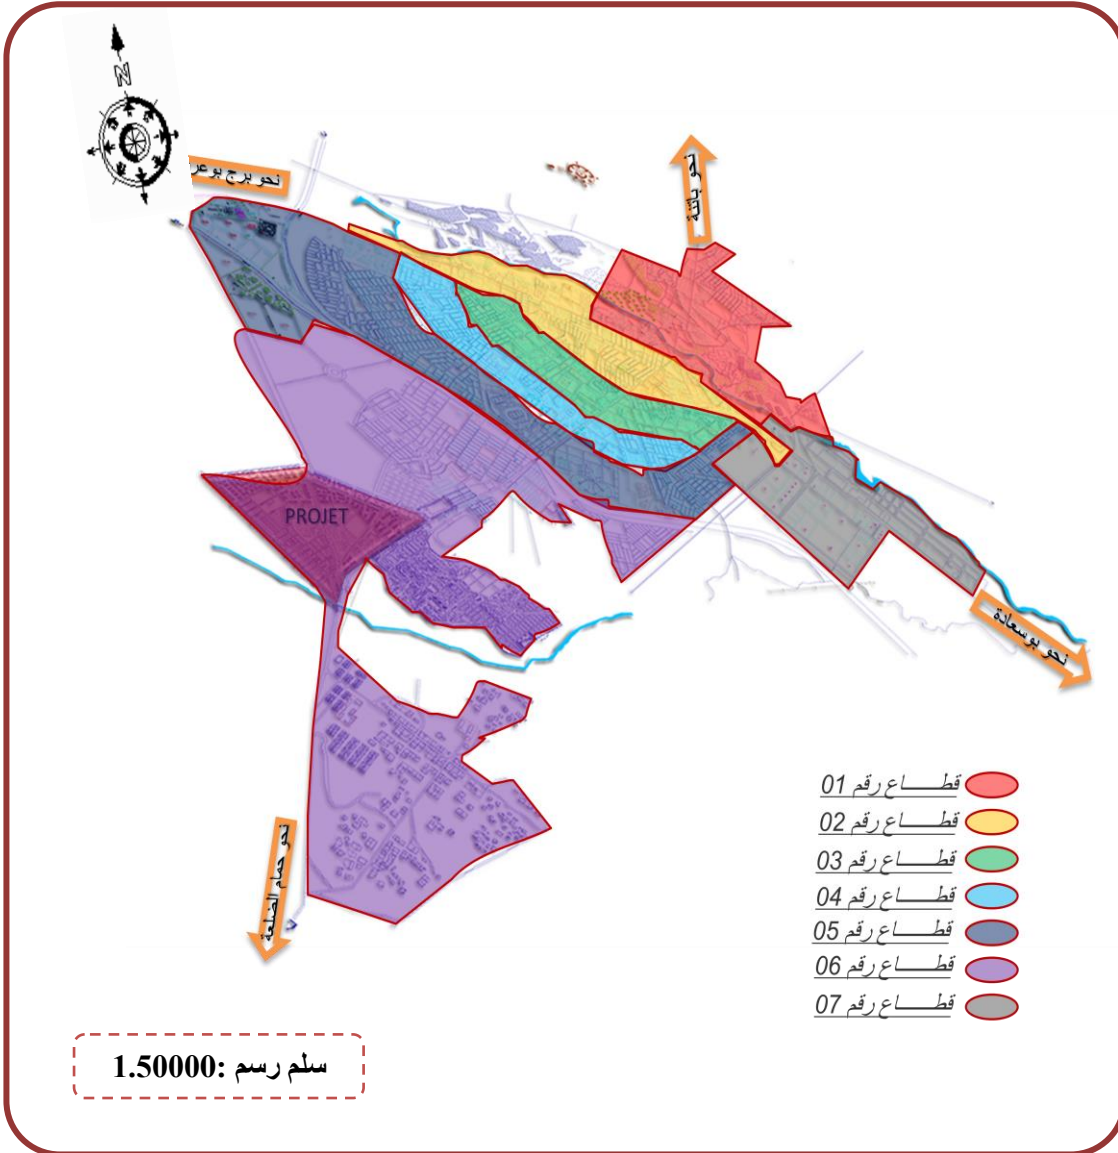 N
نحو برج بوعر
نحو باتنة
PROJET
نحو بوسعادة
نحو حمام الضلعة
قطـــــاع رقم 01
قطـــــاع رقم 02
قطـــــاع رقم 03
قطـــــاع رقم 04
قطـــــاع رقم 05
قطـــــاع رقم 06
قطـــــاع رقم 07
سلم رسم :1.50000